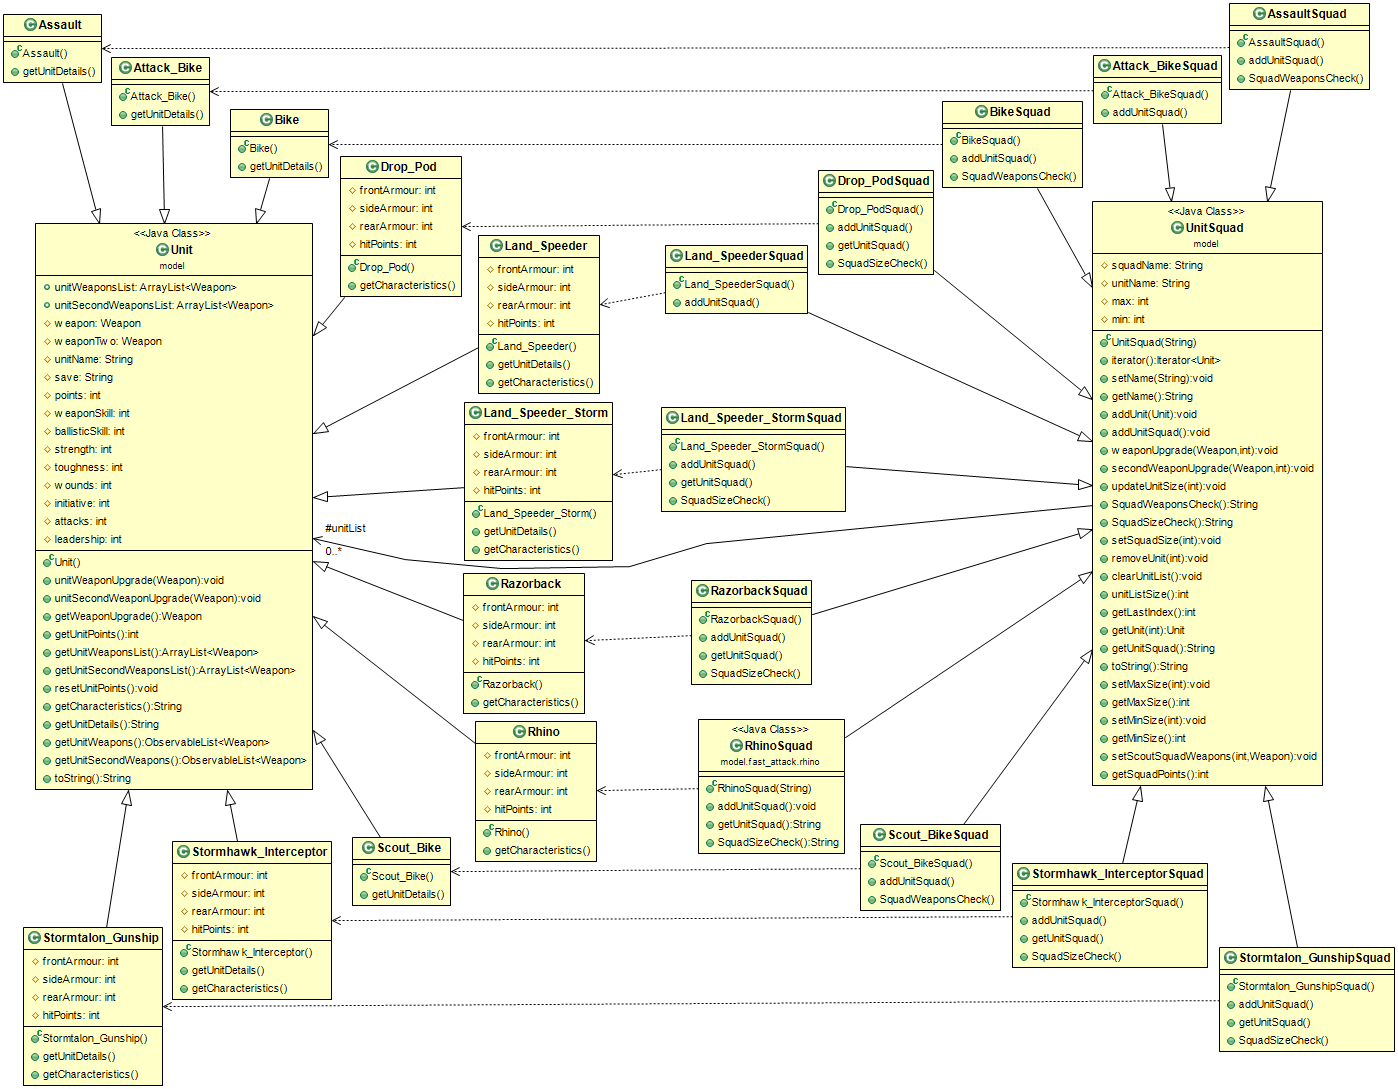 Assault
Assault()
getUnitDetails()
Attack_Bike
Attack_Bike()
getUnitDetails()
Bike
Bike()
getUnitDetails()
Drop_Pod
frontArmour: int
sideArmour: int
rearArmour: int
hitPoints: int
Drop_Pod()
getCharacteristics()
Land_Speeder
frontArmour: int
sideArmour: int
rearArmour: int
hitPoints: int
Land_Speeder()
getUnitDetails()
getCharacteristics()
Land_Speeder_Storm
frontArmour: int
sideArmour: int
rearArmour: int
hitPoints: int
Land_Speeder_Storm()
getUnitDetails()
getCharacteristics()
Razorback
frontArmour: int
sideArmour: int
rearArmour: int
hitPoints: int
Razorback()
getCharacteristics()
Rhino
frontArmour: int
sideArmour: int
rearArmour: int
hitPoints: int
Rhino()
getCharacteristics()
Scout_Bike
Scout_Bike()
getUnitDetails()
Stormhawk_Interceptor
frontArmour: int
sideArmour: int
rearArmour: int
hitPoints: int
Stormhawk_Interceptor()
getUnitDetails()
getCharacteristics()
Stormtalon_Gunship
frontArmour: int
sideArmour: int
rearArmour: int
hitPoints: int
Stormtalon_Gunship()
getUnitDetails()
getCharacteristics()
<<Java Class>>
Unit
model
unitWeaponsList: ArrayList<Weapon>
unitSecondWeaponsList: ArrayList<Weapon>
weapon: Weapon
weaponTwo: Weapon
unitName: String
save: String
points: int
weaponSkill: int
ballisticSkill: int
strength: int
toughness: int
wounds: int
initiative: int
attacks: int
leadership: int
Unit()
unitWeaponUpgrade(Weapon):void
unitSecondWeaponUpgrade(Weapon):void
getWeaponUpgrade():Weapon
getUnitPoints():int
getUnitWeaponsList():ArrayList<Weapon>
getUnitSecondWeaponsList():ArrayList<Weapon>
resetUnitPoints():void
getCharacteristics():String
getUnitDetails():String
getUnitWeapons():ObservableList<Weapon>
getUnitSecondWeapons():ObservableList<Weapon>
toString():String
#unitList
0..*
AssaultSquad
AssaultSquad()
addUnitSquad()
SquadWeaponsCheck()
Attack_BikeSquad
Attack_BikeSquad()
addUnitSquad()
BikeSquad
BikeSquad()
addUnitSquad()
SquadWeaponsCheck()
Drop_PodSquad
Drop_PodSquad()
addUnitSquad()
getUnitSquad()
SquadSizeCheck()
Land_SpeederSquad
Land_SpeederSquad()
addUnitSquad()
Land_Speeder_StormSquad
Land_Speeder_StormSquad()
addUnitSquad()
getUnitSquad()
SquadSizeCheck()
RazorbackSquad
RazorbackSquad()
addUnitSquad()
getUnitSquad()
SquadSizeCheck()
<<Java Class>>
RhinoSquad
model.fast_attack.rhino
RhinoSquad(String)
addUnitSquad():void
getUnitSquad():String
SquadSizeCheck():String
Scout_BikeSquad
Scout_BikeSquad()
addUnitSquad()
SquadWeaponsCheck()
Stormhawk_InterceptorSquad
Stormhawk_InterceptorSquad()
addUnitSquad()
getUnitSquad()
SquadSizeCheck()
Stormtalon_GunshipSquad
Stormtalon_GunshipSquad()
addUnitSquad()
getUnitSquad()
SquadSizeCheck()
<<Java Class>>
UnitSquad
model
squadName: String
unitName: String
max: int
min: int
UnitSquad(String)
iterator():Iterator<Unit>
setName(String):void
getName():String
addUnit(Unit):void
addUnitSquad():void
weaponUpgrade(Weapon,int):void
secondWeaponUpgrade(Weapon,int):void
updateUnitSize(int):void
SquadWeaponsCheck():String
SquadSizeCheck():String
setSquadSize(int):void
removeUnit(int):void
clearUnitList():void
unitListSize():int
getLastIndex():int
getUnit(int):Unit
getUnitSquad():String
toString():String
setMaxSize(int):void
getMaxSize():int
setMinSize(int):void
getMinSize():int
setScoutSquadWeapons(int,Weapon):void
getSquadPoints():int